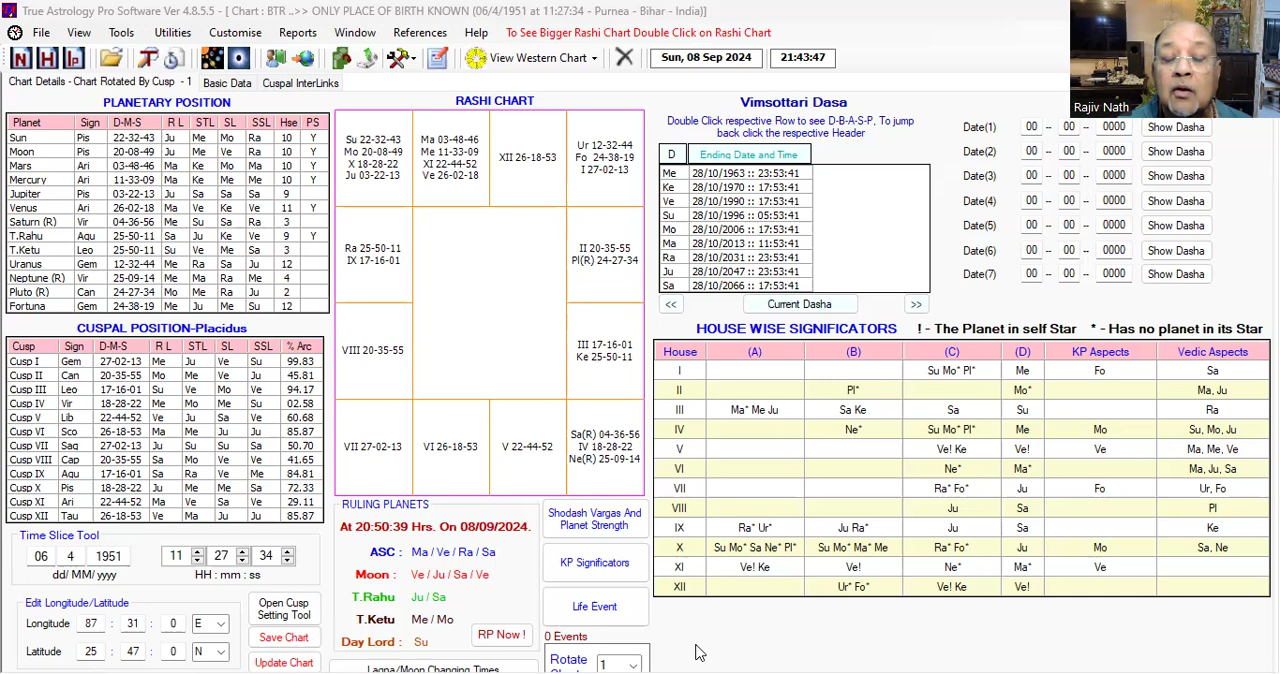 True Astrology Pro Software Ver 4.8.5.5 - [ Chart : BTR ..>> ONLY PLACE OF BIRTH KNOWN (06/4/1951 at 11:27:34 - Purnea - Bihar - India)]
File View Tools Utilities Customise Reports Window References Help To See Bigger Rashi Chart Double Click on Rashi Chart
N H Ip View Western Chart Sun, 08 Sep 2024 21:43:47
Rajiv Nath
Chart Details - Chart Rotated By Cusp - 1 Basic Data Cuspal InterLinks
PLANETARY POSITION
Planet Sign D-M-S R L STL SL SSL Hse PS
Sun Pis 22-32-43 Ju Me Mo Ra 10 Y
Moon Pis 20-08-49 Ju Me Ve Ra 10 Y
Mars Ari 03-48-46 Ma Ke Mo Ra 10 Y
Mercury Ari 11-33-09 Ma Ke Me Me 10 Y
Jupiter Pis 03-22-13 Ju Sa Sa Sa 9
Venus Ari 26-02-18 Ma Ve Ke Ve 11 Y
Saturn (R) Vir 04-36-56 Me Su Sa Ra 3
T.Rahu Aqu 25-50-11 Sa Ju Ke Ve 9 Y
T.Ketu Leo 25-50-11 Su Ve Me Sa 3
Uranus Gem 12-32-44 Me Ra Sa Ju 12
Neptune (R) Vir 25-09-14 Me Ma Ra Ra 4
Pluto (R) Can 24-27-34 Mo Me Ra Ju 2
Fortuna Gem 24-38-19 Me Ju Me Su 12
CUSPAL POSITION-Placidus
Cusp Sign D-M-S R L STL SL SSL % Arc
Cusp I Gem 27-02-13 Me Ju Ve Su 99.83
Cusp II Can 20-35-55 Mo Me Ve Ju 45.81
Cusp III Leo 17-16-01 Su Ve Mo Ve 94.17
Cusp IV Vir 18-28-22 Me Mo Me Su 02.58
Cusp V Lib 22-44-52 Ve Ju Sa Ve 60.68
Cusp VI Sco 26-18-53 Ma Me Ju Ra 85.87
Cusp VII Sag 27-02-13 Ju Su Su Sa 50.70
Cusp VIII Cap 20-35-55 Sa Mo Ve Ve 41.65
Cusp IX Aqu 17-16-01 Sa Ra Ve Me 84.81
Cusp X Pis 18-28-22 Ju Me Me Sa 72.33
Cusp XI Ari 22-44-52 Ma Ve Sa Ve 29.11
Cusp XII Tau 26-18-53 Ve Ma Ju Ju 85.87
Time Slice Tool
06 4 1951 11 27 34
dd/ MM/ yyyy HH : mm : ss
Edit Longitude/Latitude
Longitude 87 : 31 : 0 E
Latitude 25 : 47 : 0 N
Open Cusp
Setting Tool
Save Chart
Update Chart
RASHI CHART
Su 22-32-43
Mo 20-08-49
X 18-28-22
Ju 03-22-13
Ma 03-48-46
Me 11-33-09
XI 22-44-52
Ve 26-02-18
XII 26-18-53
Ur 12-32-44
Fo 24-38-19
I 27-02-13
Ra 25-50-11
IX 17-16-01
II 20-35-55
Pl(R) 24-27-34
VIII 20-35-55
III 17-16-01
Ke 25-50-11
VII 27-02-13
VI 26-18-53
V 22-44-52
Sa(R) 04-36-56
IV 18-28-22
Ne(R) 25-09-14
RULING PLANETS
At 20:50:39 Hrs. On 08/09/2024.
ASC : Ma / Ve / Ra / Sa
Moon : Ve / Ju / Sa / Ve
T.Rahu Ju / Sa
T.Ketu Me / Mo
Day Lord : Su
RP Now !
Lagna/Moon Changing Times
Shodash Vargas And
Planet Strength
KP Significators
Life Event
0 Events
Rotate 1
Vimsottari Dasa
Double Click respective Row to see D-B-A-S-P, To jump
back click the respective Header
D Ending Date and Time
Me 28/10/1963 :: 23:53:41
Ke 28/10/1970 :: 17:53:41
Ve 28/10/1990 :: 17:53:41
Su 28/10/1996 :: 05:53:41
Mo 28/10/2006 :: 17:53:41
Ma 28/10/2013 :: 11:53:41
Ra 28/10/2031 :: 23:53:41
Ju 28/10/2047 :: 23:53:41
Sa 28/10/2066 :: 17:53:41
<< Current Dasha >>
Date(1) 00 -- 00 -- 0000 Show Dasha
Date(2) 00 -- 00 -- 0000 Show Dasha
Date(3) 00 -- 00 -- 0000 Show Dasha
Date(4) 00 -- 00 -- 0000 Show Dasha
Date(5) 00 -- 00 -- 0000 Show Dasha
Date(6) 00 -- 00 -- 0000 Show Dasha
Date(7) 00 -- 00 -- 0000 Show Dasha
HOUSE WISE SIGNIFICATORS ! - The Planet in self Star * - Has no planet in its Star
House (A) (B) (C) (D) KP Aspects Vedic Aspects
I Su Mo* Pl* Me Fo Sa
II Pl* Mo* Ma, Ju
III Ma* Me Ju Sa Ke Sa Su Ra
IV Ne* Su Mo* Pl* Me Mo Su, Mo, Ju
V Ve! Ke Ve! Ve Ma, Me, Ve
VI Ne* Ma* Ma, Ju, Sa
VII Ra* Fo* Ju Fo Ur, Fo
VIII Ju Sa Pl
IX Ra* Ur* Ju Ra* Ju Sa Ke
X Su Mo* Sa Ne* Pl* Su Mo* Ma* Me Ra* Fo* Ju Mo Sa, Ne
XI Ve! Ke Ve! Ne* Ma* Ve
XII Ur* Fo* Ve! Ke Ve!